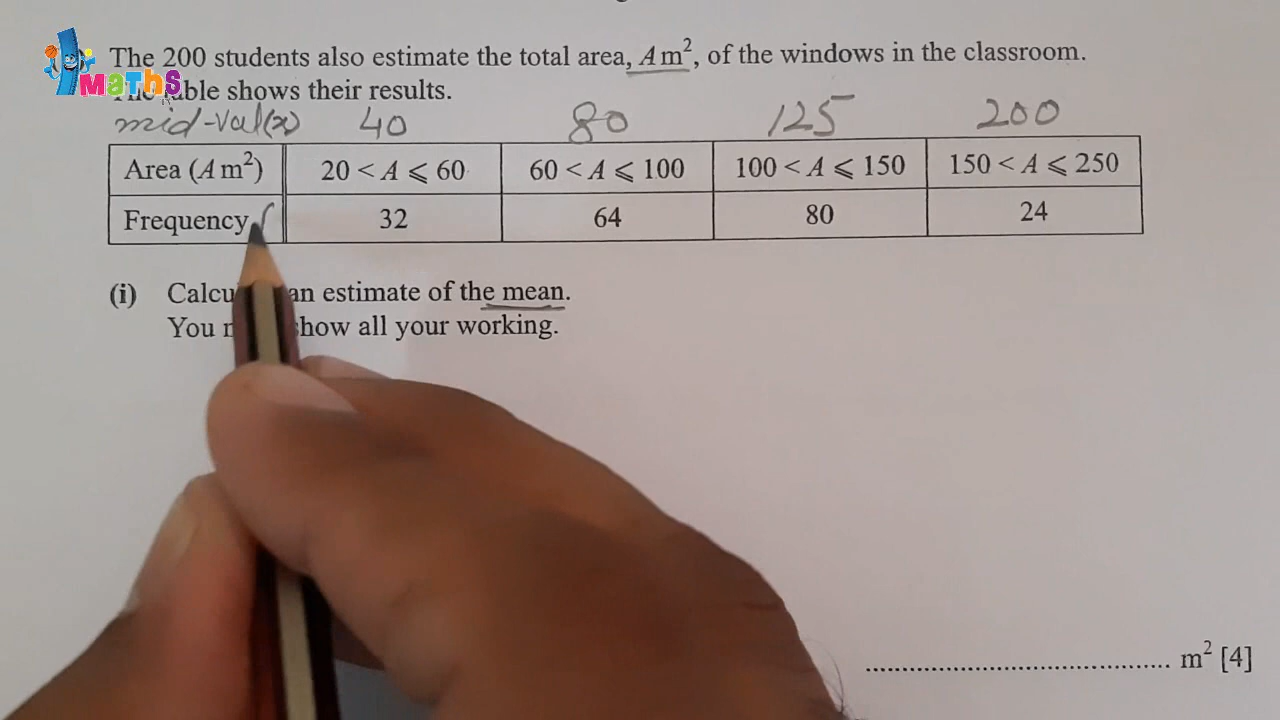 The 200 students also estimate the total area, A m², of the windows in the classroom.
Maths
table shows their results.
mid-val(x) 40 80 125 200
Area (A m²) 20 < A ⩽ 60 60 < A ⩽ 100 100 < A ⩽ 150 150 < A ⩽ 250
Frequency f 32 64 80 24
(i) an estimate of the mean.
You show all your working.
........................................ m² [4]